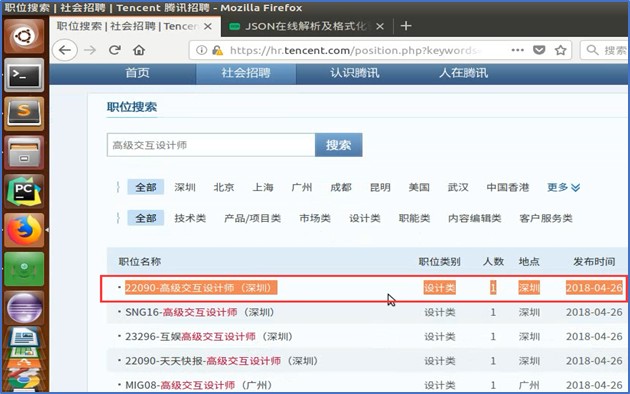 职位搜索 | 社会招聘 | Tencent 腾讯招聘 - Mozilla Firefox
职位搜索 | 社会招聘 | Tencen
JSON在线解析及格式化
https://hr.tencent.com/position.php?keywords
搜索
首页 社会招聘 认识腾讯 人在腾讯
职位搜索
高级交互设计师 搜索
全部 深圳 北京 上海 广州 成都 昆明 美国 武汉 中国香港 更多
全部 技术类 产品/项目类 市场类 设计类 职能类 内容编辑类 客户服务类
职位名称 职位类别 人数 地点 发布时间
22090-高级交互设计师（深圳） 设计类 1 深圳 2018-04-26
SNG16-高级交互设计师（深圳） 设计类 1 深圳 2018-04-26
23296-互娱高级交互设计师（深圳） 设计类 1 深圳 2018-04-26
22090-天天快报-高级交互设计师（深圳） 设计类 1 深圳 2018-04-26
MIG08-高级交互设计师（广州） 设计类 1 广州 2018-04-26